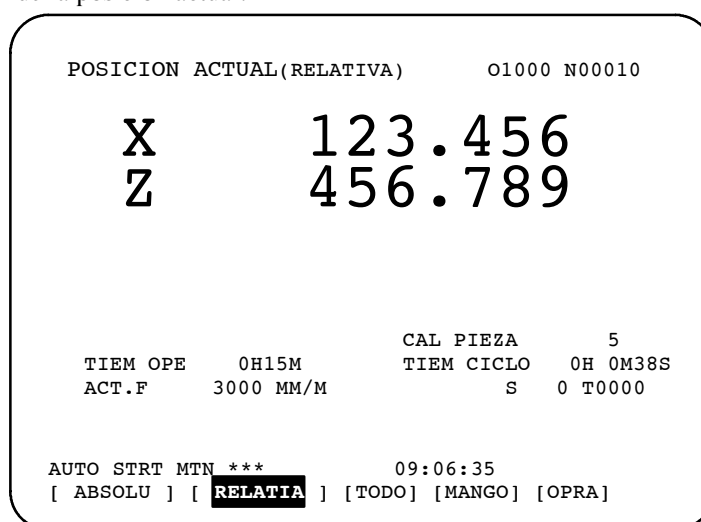 POSICION ACTUAL(RELATIVA) O1000 N00010
X 123.456
Z 456.789
CAL PIEZA 5
TIEM OPE 0H15M TIEM CICLO 0H 0M38S
ACT.F 3000 MM/M S 0 T0000
AUTO STRT MTN *** 09:06:35
[ ABSOLU ] [ RELATIA ] [TODO] [MANGO] [OPRA]